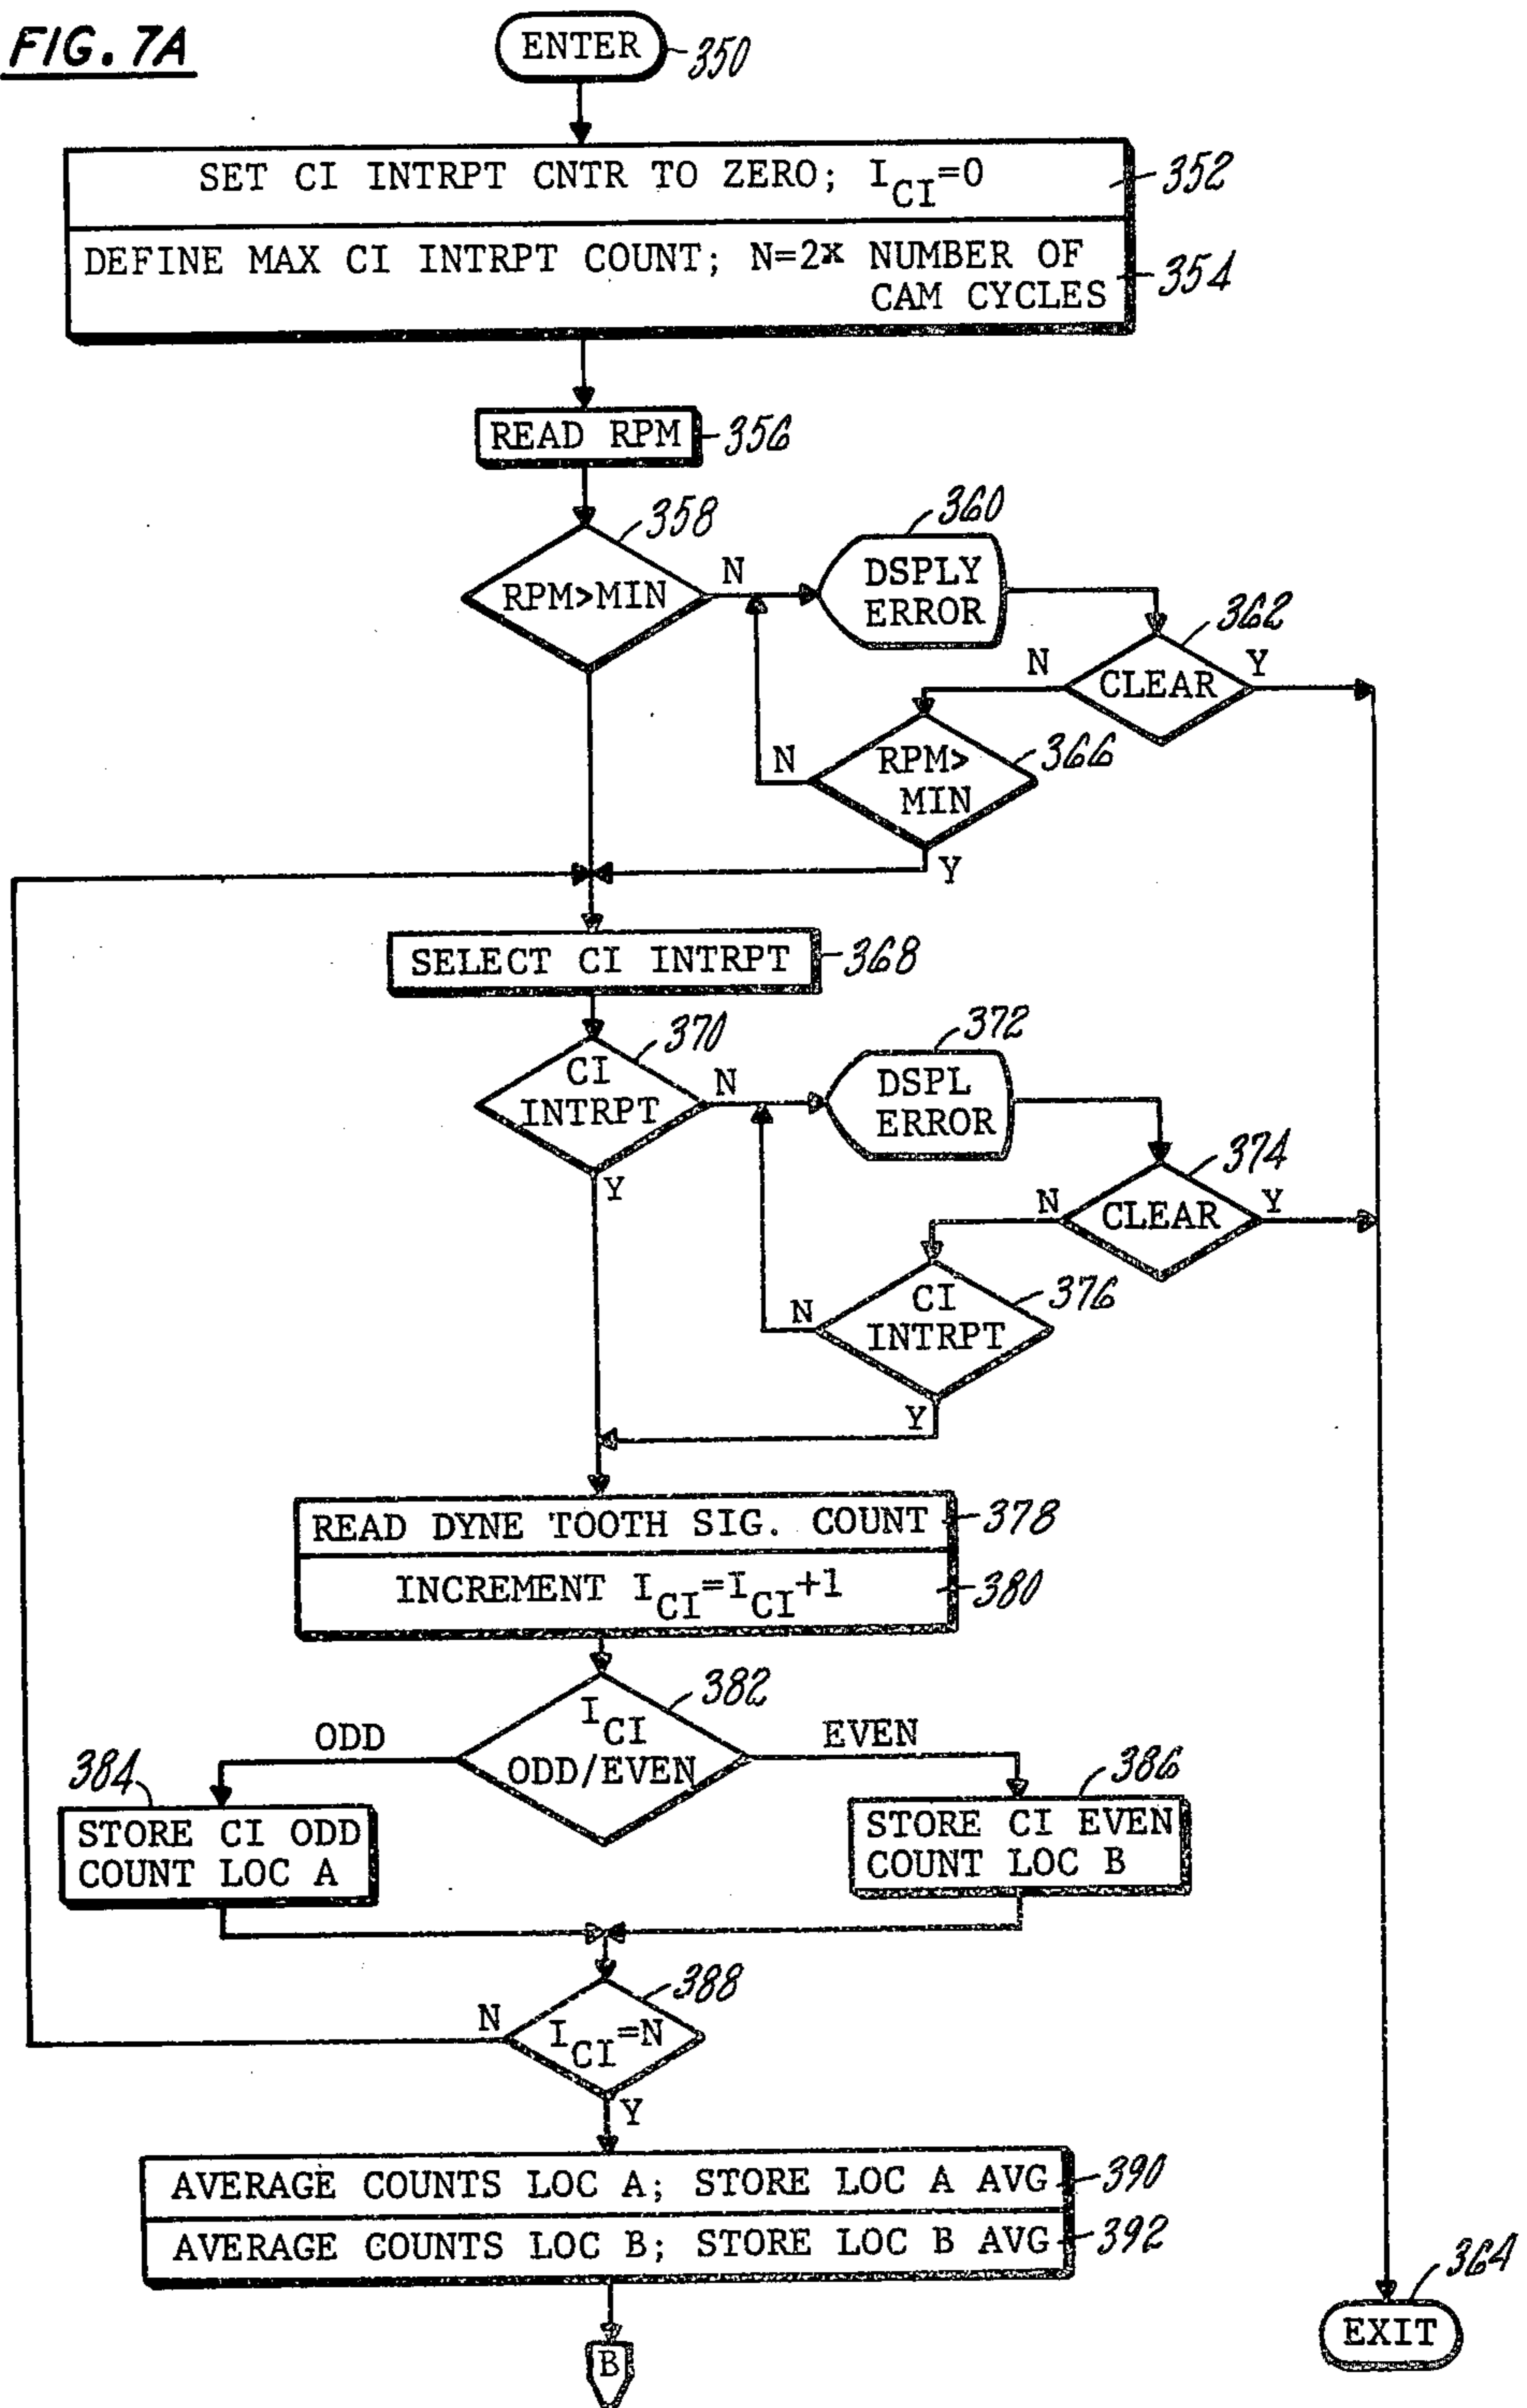 FIG. 7A
ENTER 350
SET CI INTRPT CNTR TO ZERO; I_CI=0 352
DEFINE MAX CI INTRPT COUNT; N=2x NUMBER OF
CAM CYCLES 354
READ RPM 356
358
RPM>MIN
N
360
DSPLY
ERROR
362
CLEAR
N
Y
366
RPM>
MIN
N
Y
SELECT CI INTRPT 368
370
CI
INTRPT
N
Y
372
DSPL
ERROR
374
CLEAR
N
Y
376
CI
INTRPT
N
Y
READ DYNE TOOTH SIG. COUNT 378
INCREMENT I_CI=I_CI+1 380
382
I_CI
ODD/EVEN
ODD
EVEN
384
STORE CI ODD
COUNT LOC A
386
STORE CI EVEN
COUNT LOC B
388
I_CI=N
N
Y
AVERAGE COUNTS LOC A; STORE LOC A AVG 390
AVERAGE COUNTS LOC B; STORE LOC B AVG 392
B
364
EXIT